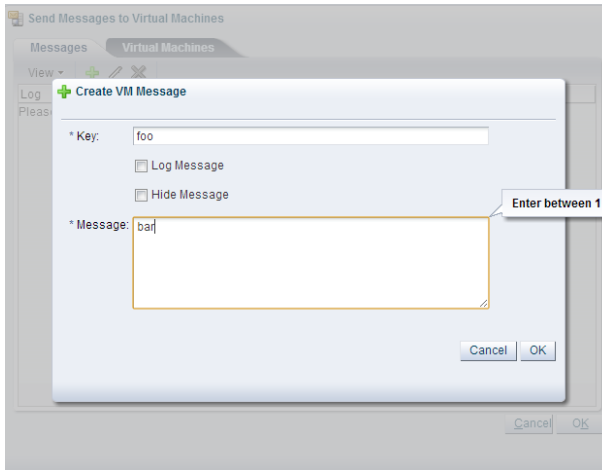 Send Messages to Virtual Machines
Messages Virtual Machines
View
Log
Pleas
Create VM Message
* Key: foo
Log Message
Hide Message
Enter between 1
* Message: bar
Cancel OK
Cancel OK